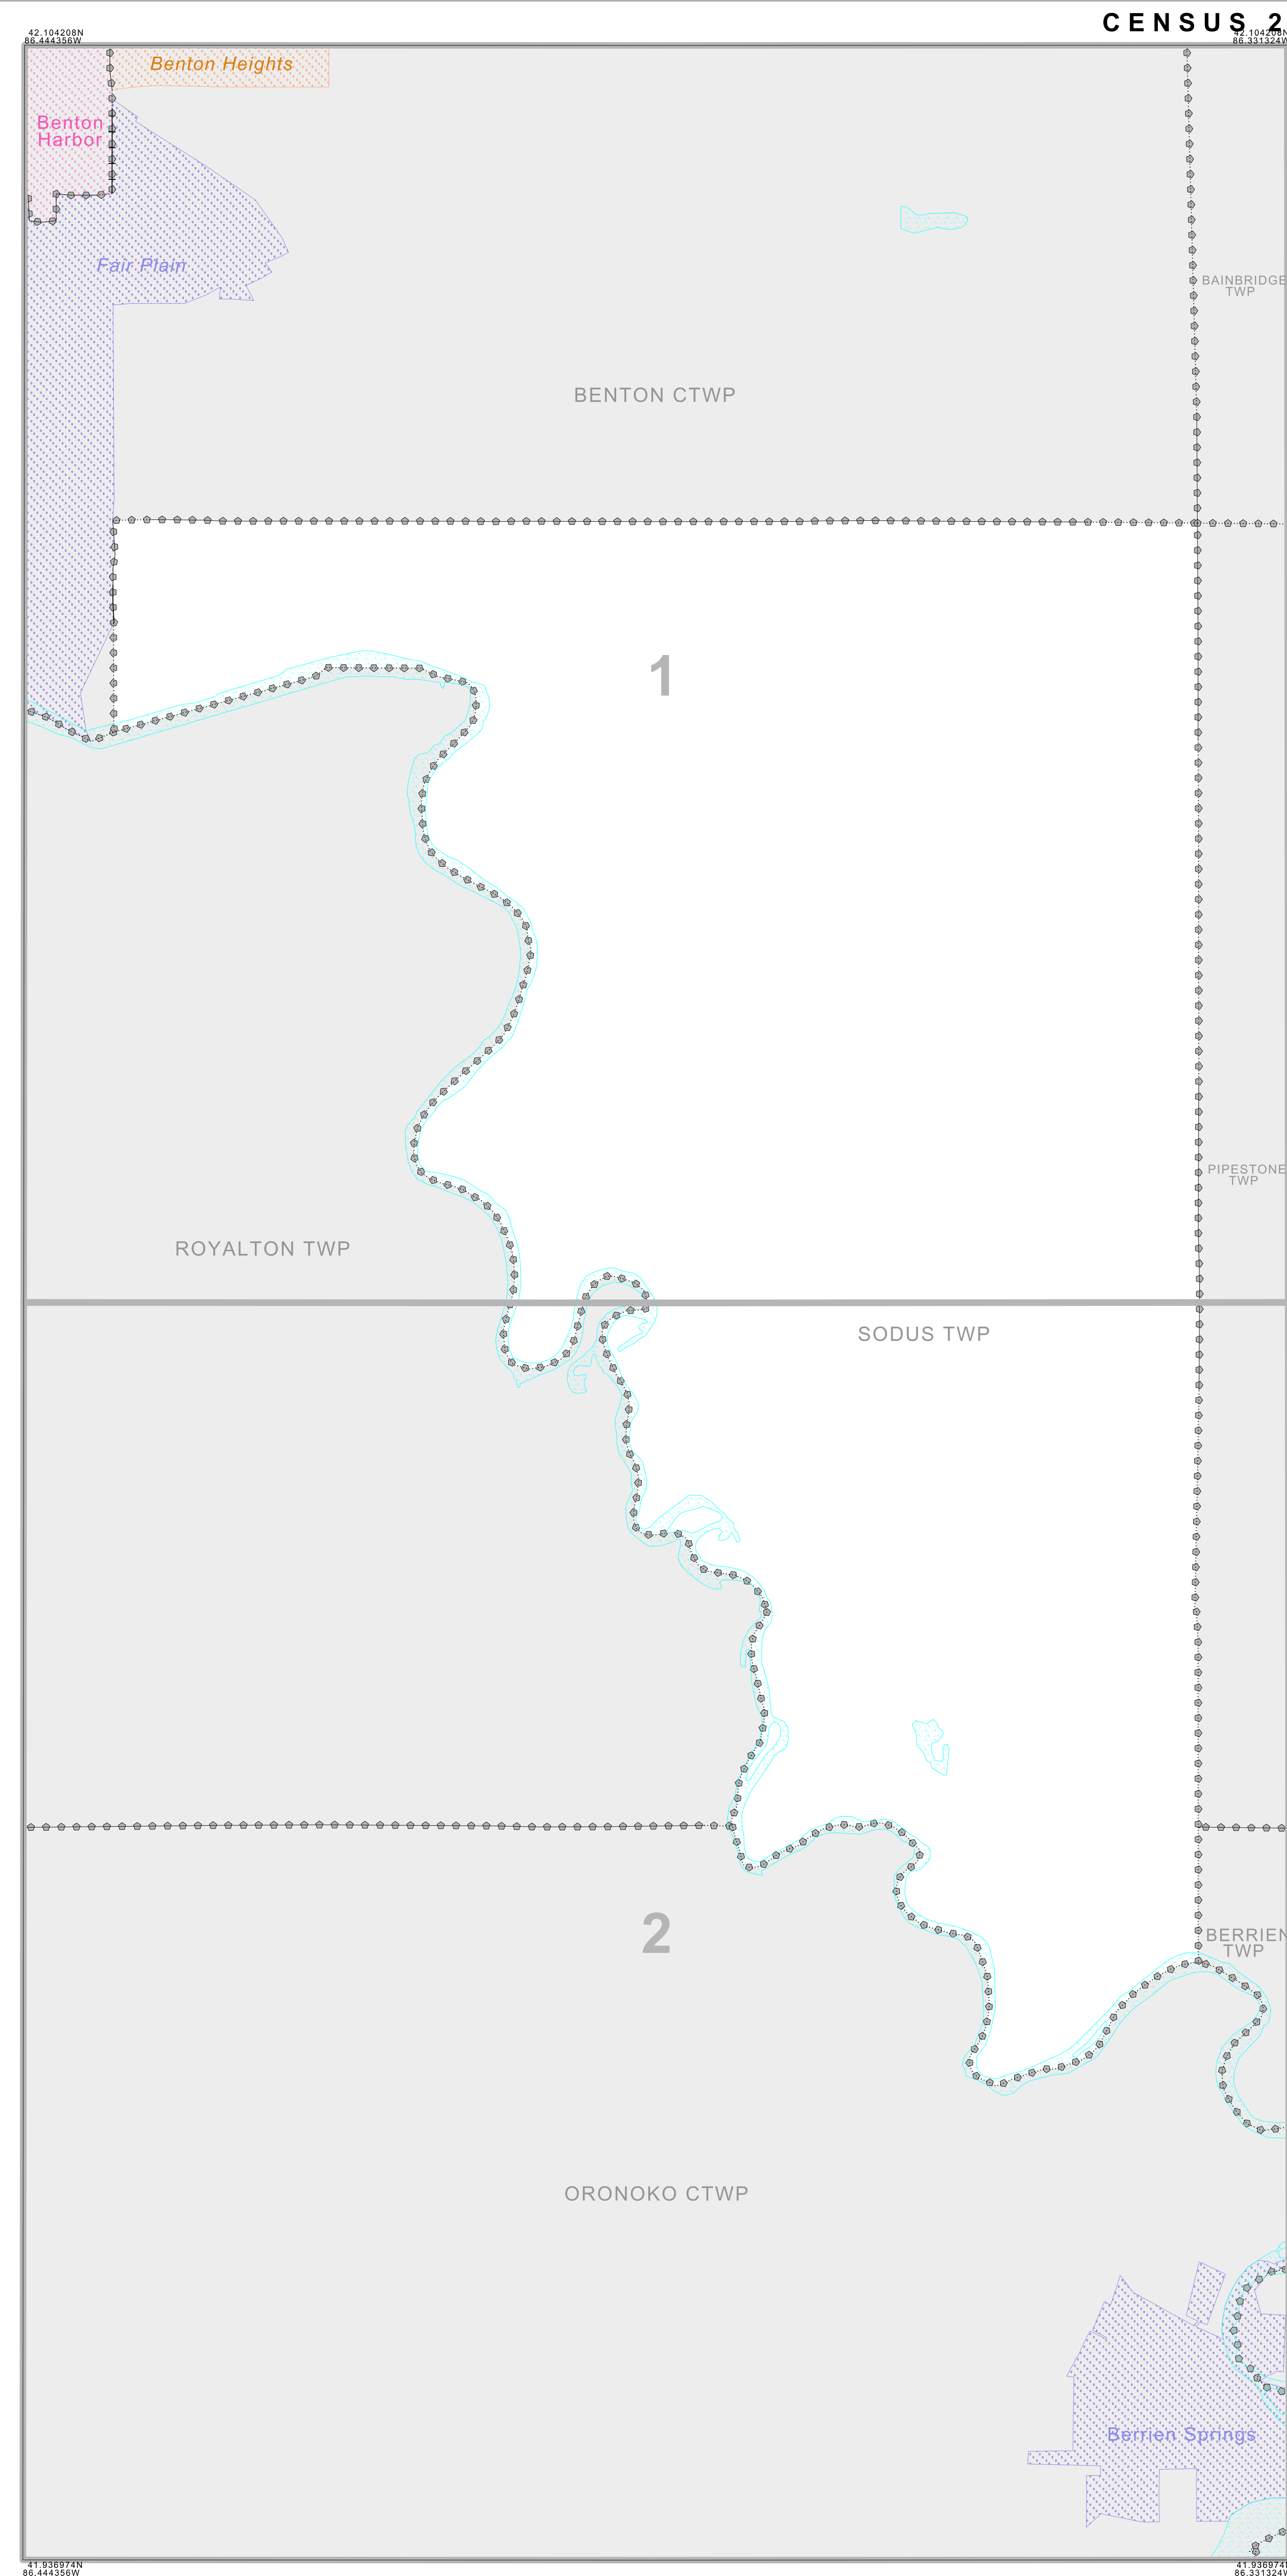 CENSUS 2
42.104208N
86.444356W
42.104208N
86.331324W
Benton Heights
Benton
Harbor
Fair Plain
BAINBRIDGE
TWP
BENTON CTWP
1
PIPESTONE
TWP
ROYALTON TWP
SODUS TWP
2
BERRIEN
TWP
ORONOKO CTWP
Berrien Springs
41.936974N
86.444356W
41.936974N
86.331324W